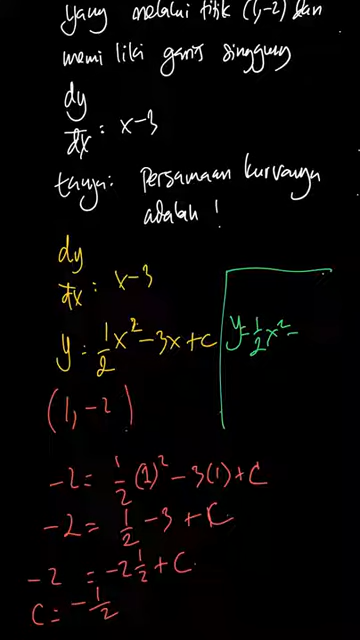 yang melalui titik (1,-2) dan
memiliki garis singgung
dy
dx = x-3
tanya: Persamaan kurvanya
adalah !
dy
dx = x-3
y = 1/2 x² - 3x + C
y = 1/2 x² -
(1, -2)
-2 = 1/2 (1)² - 3(1) + C
-2 = 1/2 - 3 + C
-2 = -2 1/2 + C
C = -1/2